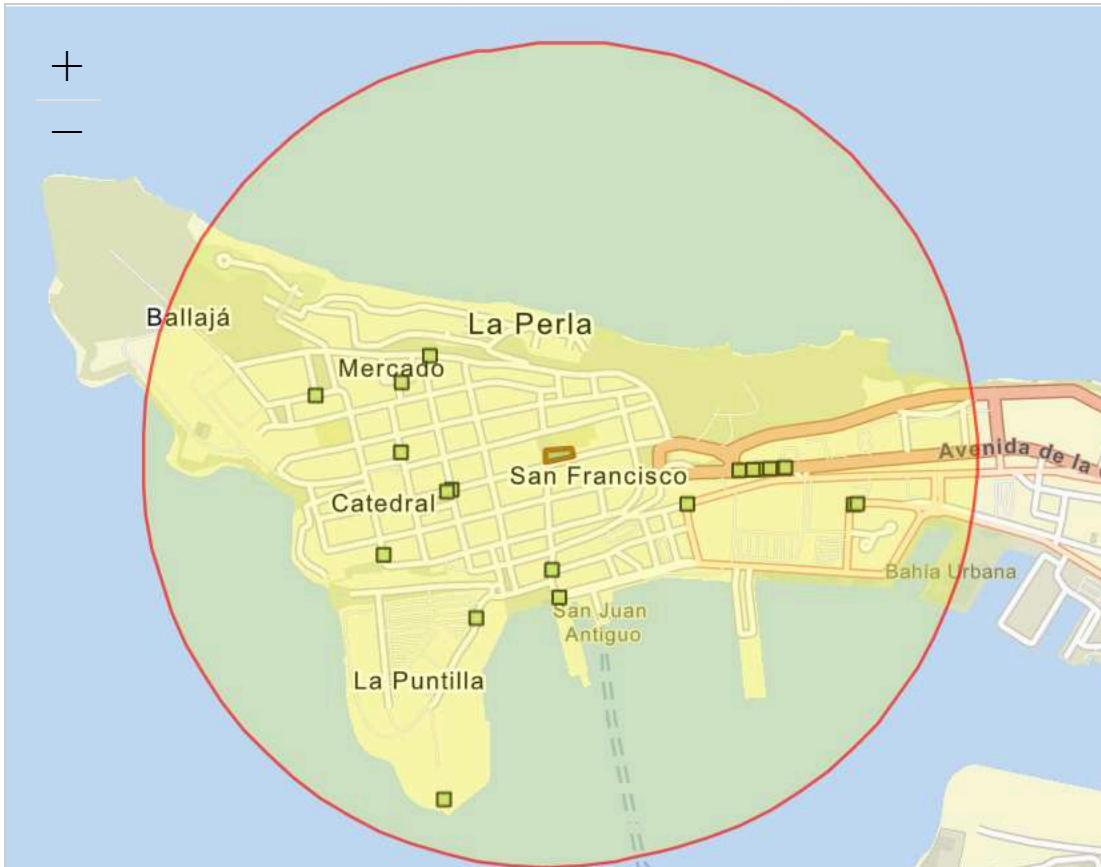 +
−
Ballajá
La Perla
Mercado
San Francisco
Avenida de la
Catedral
Bahía Urbana
San Juan
Antiguo
La Puntilla